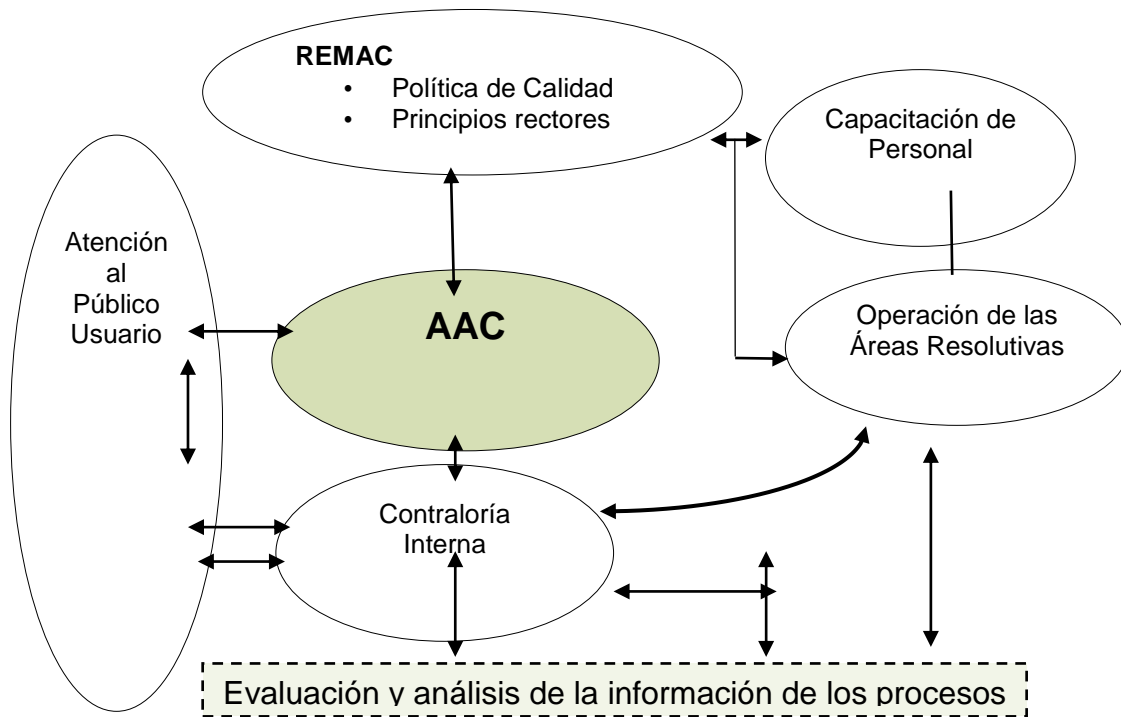 REMAC
• Política de Calidad
• Principios rectores
Capacitación de
Personal
Atención
al
Público
Usuario
AAC
Operación de las
Áreas Resolutivas
Contraloría
Interna
Evaluación y análisis de la información de los procesos